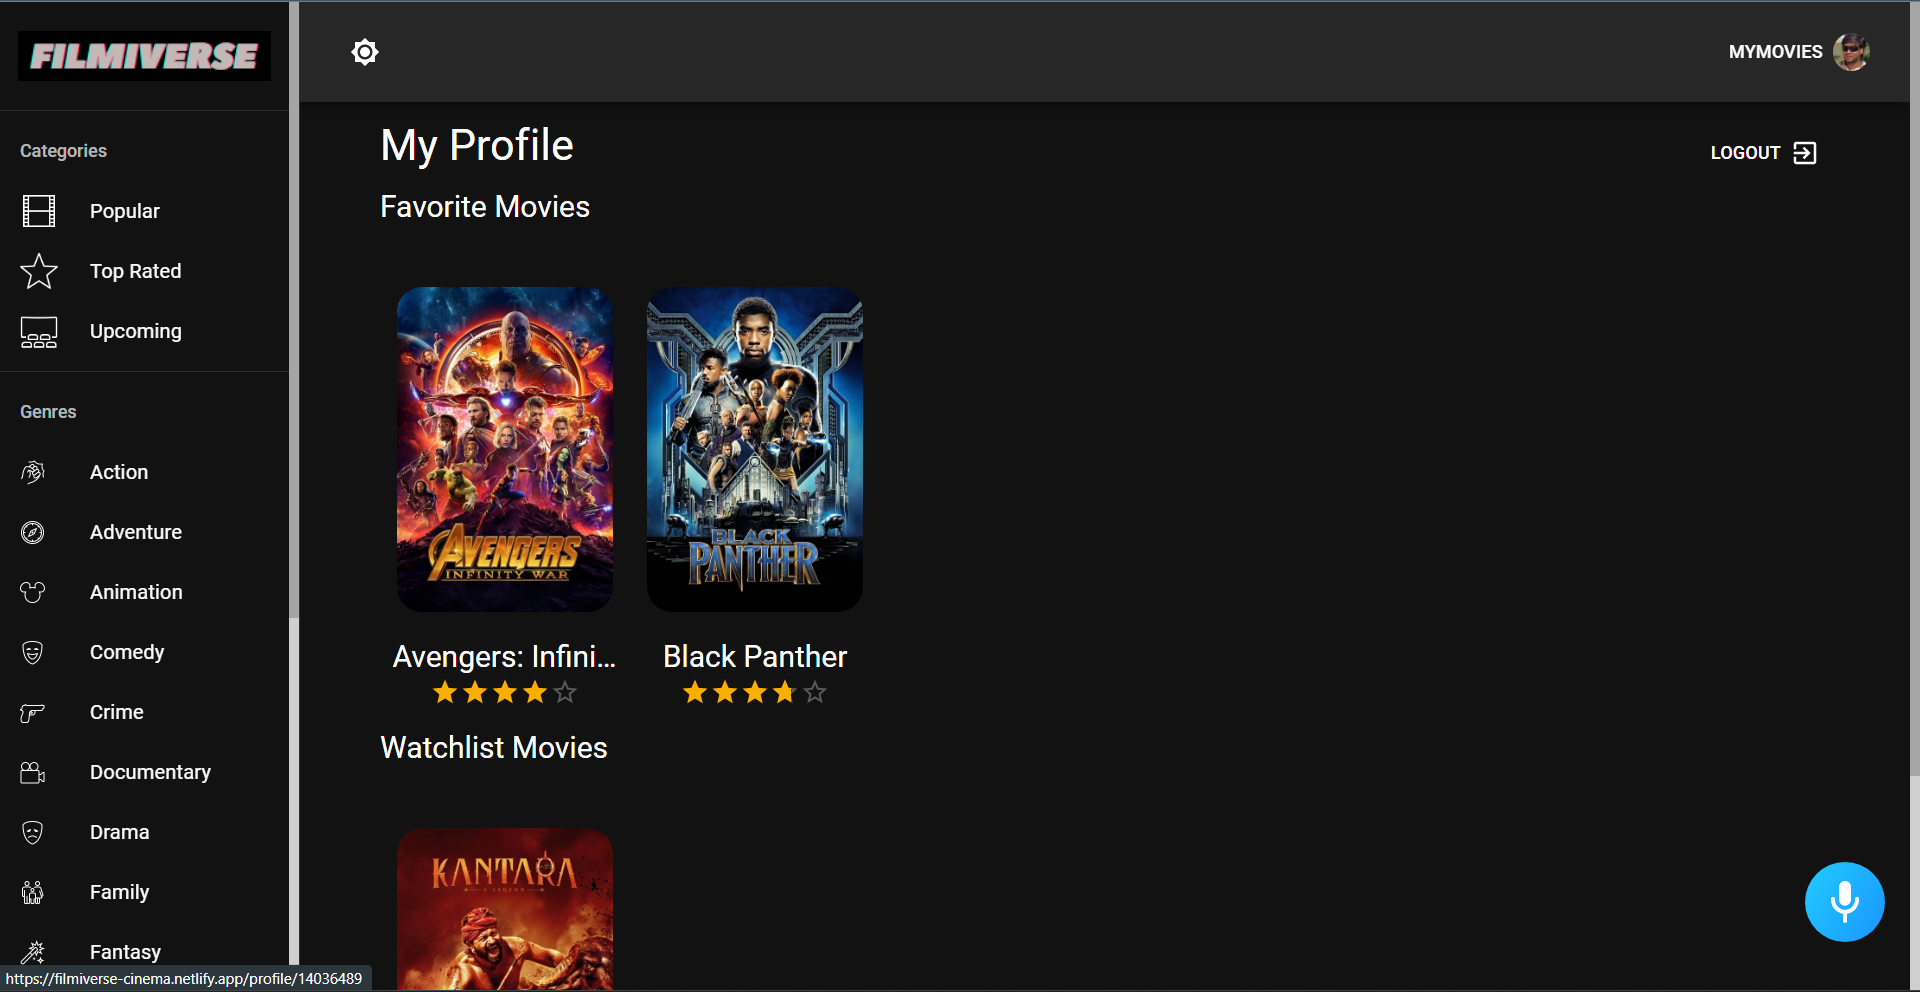 FILMIVERSE
MYMOVIES
Categories
Popular
Top Rated
Upcoming
Genres
Action
Adventure
Animation
Comedy
Crime
Documentary
Drama
Family
Fantasy
My Profile
LOGOUT
Favorite Movies
AVENGERS
INFINITY WAR
BLACK
PANTHER
Avengers: Infini...
Black Panther
Watchlist Movies
KANTARA
A LEGEND
https://filmiverse-cinema.netlify.app/profile/14036489